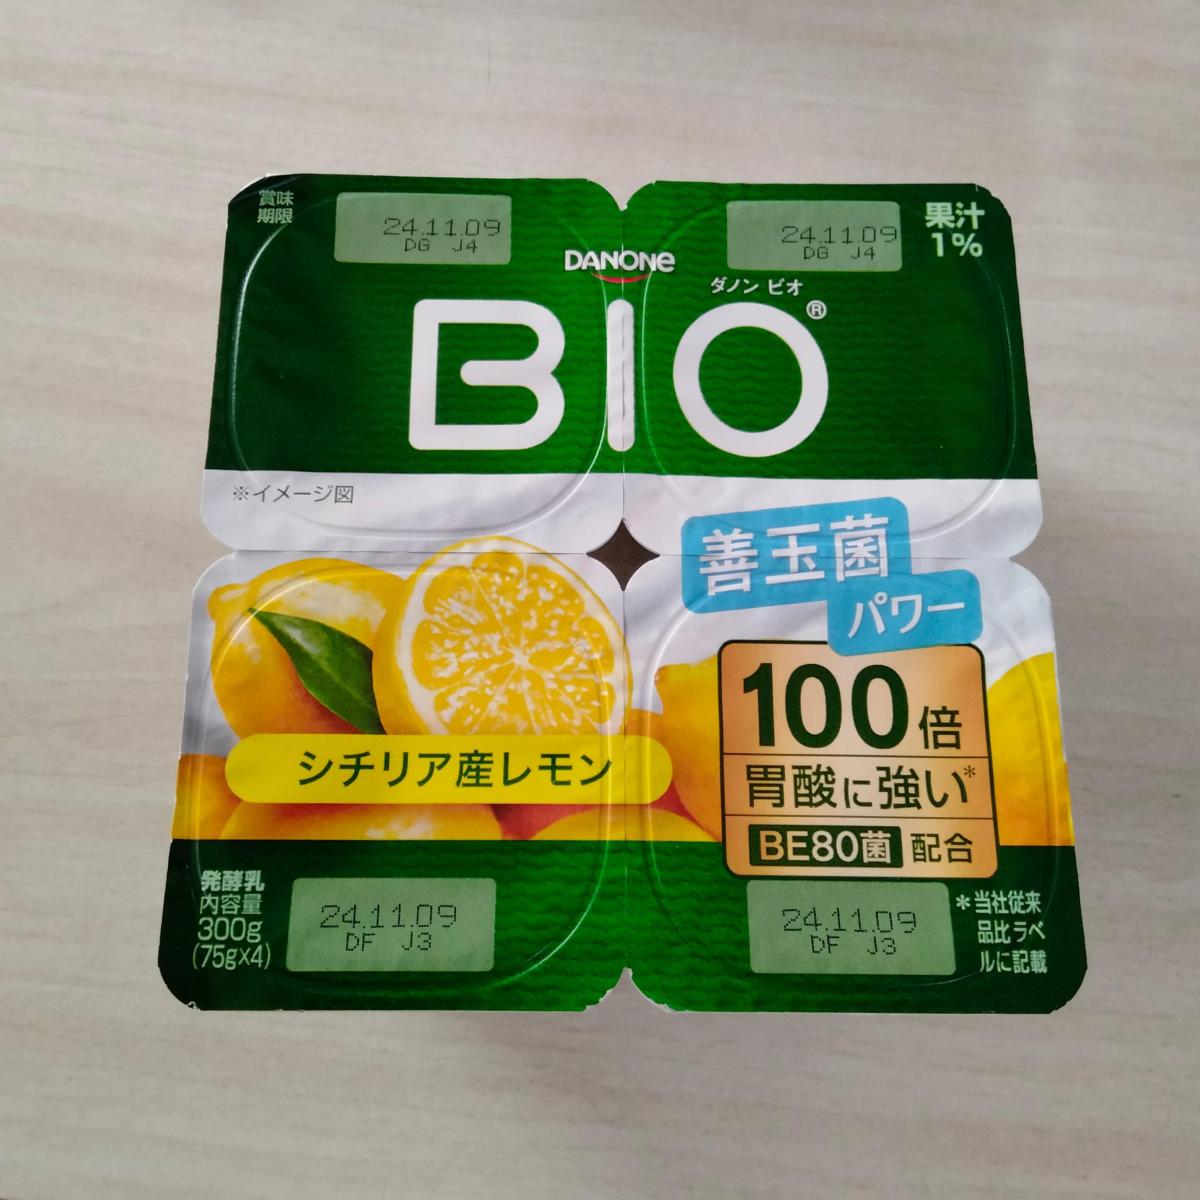 賞味
期限
24.11.09
DG J4
24.11.09
DG J4
果汁
1%
DANONE
ダノン ビオ
BIO®
※イメージ図
善玉菌
パワー
100倍
胃酸に強い*
BE80菌 配合
シチリア産レモン
発酵乳
内容量
300g
(75g×4)
24.11.09
DF J3
24.11.09
DF J3
*当社従来
品比 ラベ
ルに記載